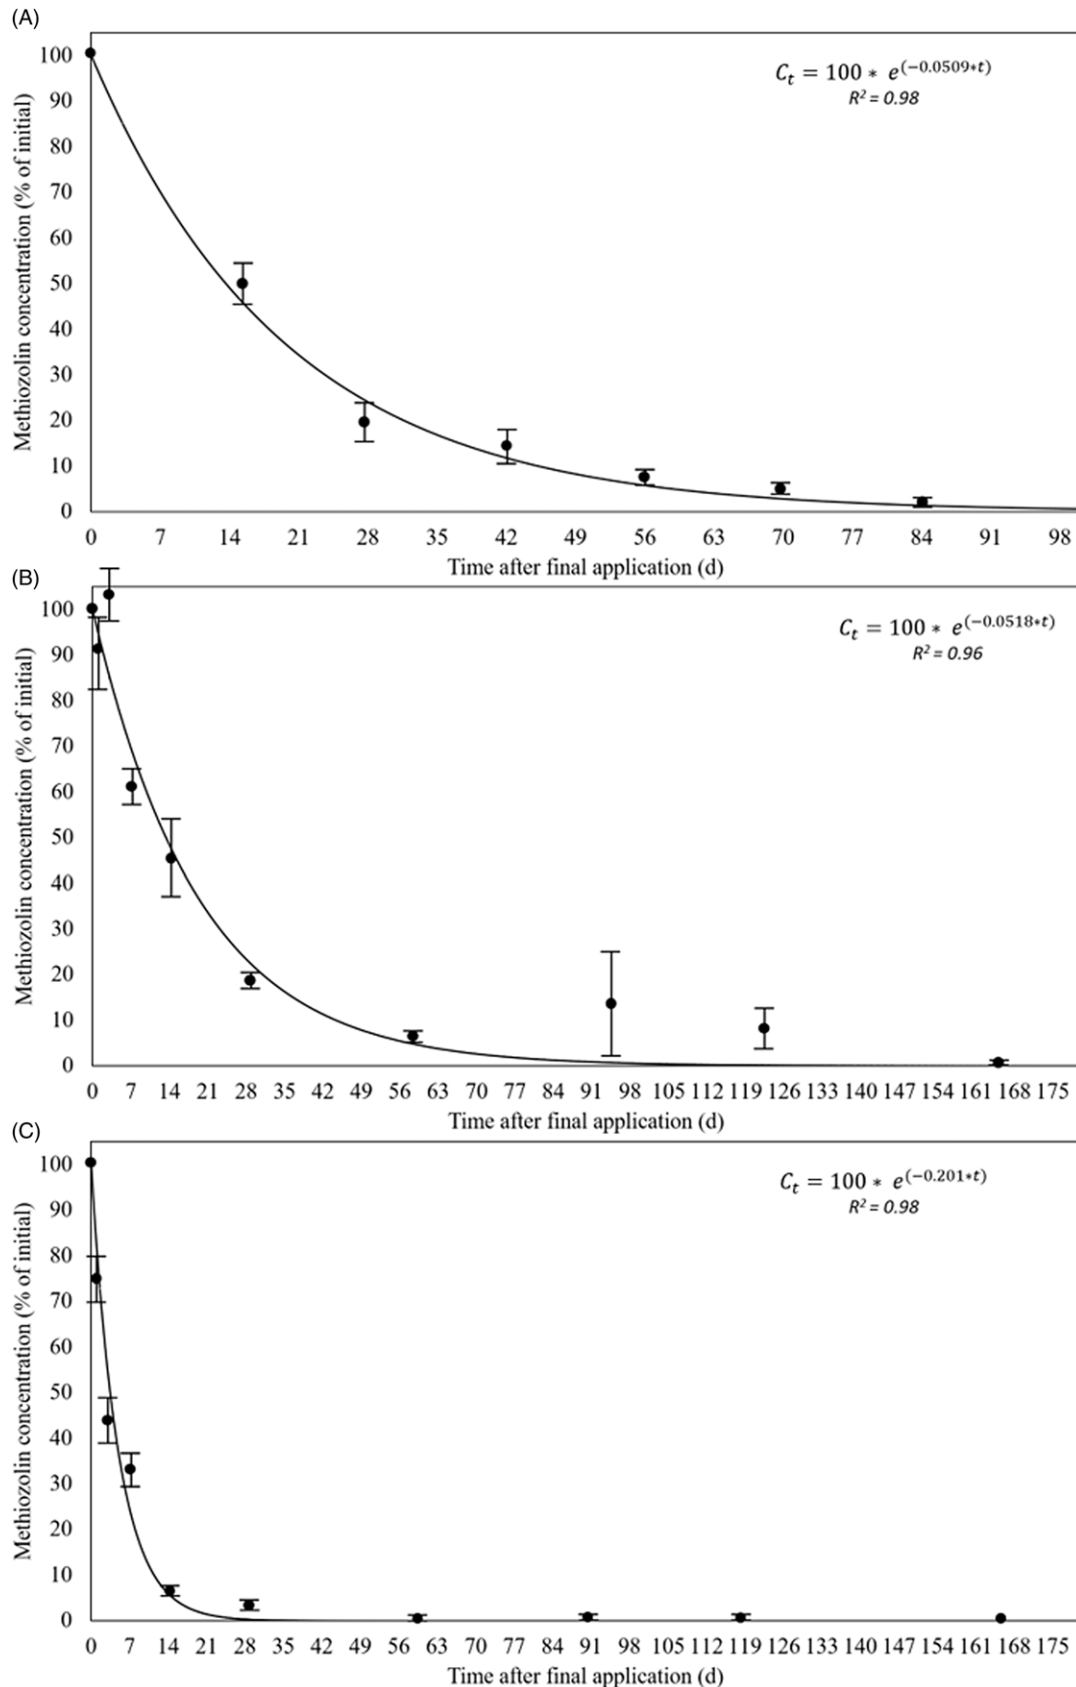 (A)
Methiozolin concentration (% of initial)
100
90
80
70
60
50
40
30
20
10
0
C_t = 100 * e^(−0.0509*t)
R² = 0.98
0 7 14 21 28 35 42 49 56 63 70 77 84 91 98
Time after final application (d)
(B)
Methiozolin concentration (% of initial)
100
90
80
70
60
50
40
30
20
10
0
C_t = 100 * e^(−0.0518*t)
R² = 0.96
0 7 14 21 28 35 42 49 56 63 70 77 84 91 98 105 112 119 126 133 140 147 154 161 168 175
Time after final application (d)
(C)
Methiozolin concentration (% of initial)
100
90
80
70
60
50
40
30
20
10
0
C_t = 100 * e^(−0.201*t)
R² = 0.98
0 7 14 21 28 35 42 49 56 63 70 77 84 91 98 105 112 119 126 133 140 147 154 161 168 175
Time after final application (d)